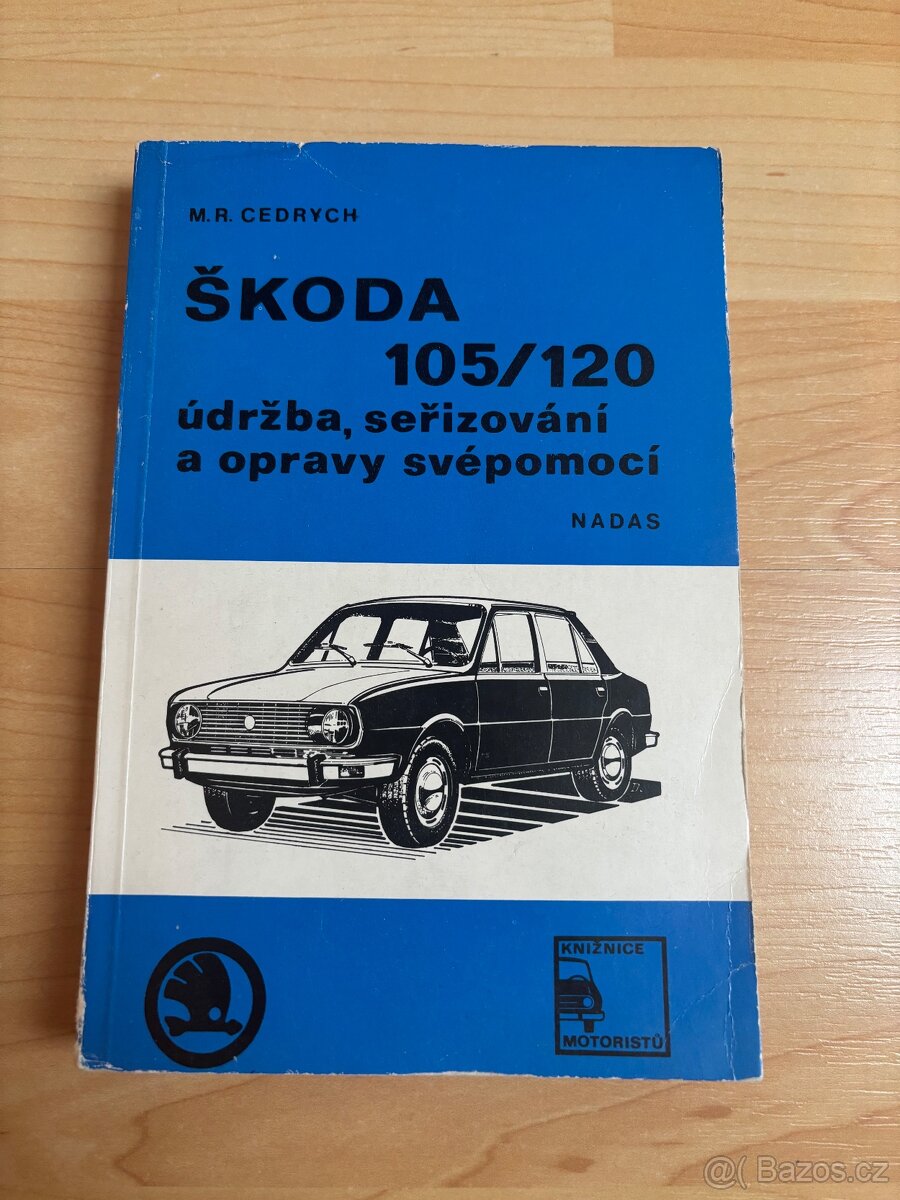 M.R. CEDRYCH
ŠKODA
105/120
údržba, seřizování
a opravy svépomocí
NADAS
KNIŽNICE
MOTORISTŮ
@( Bazos.cz